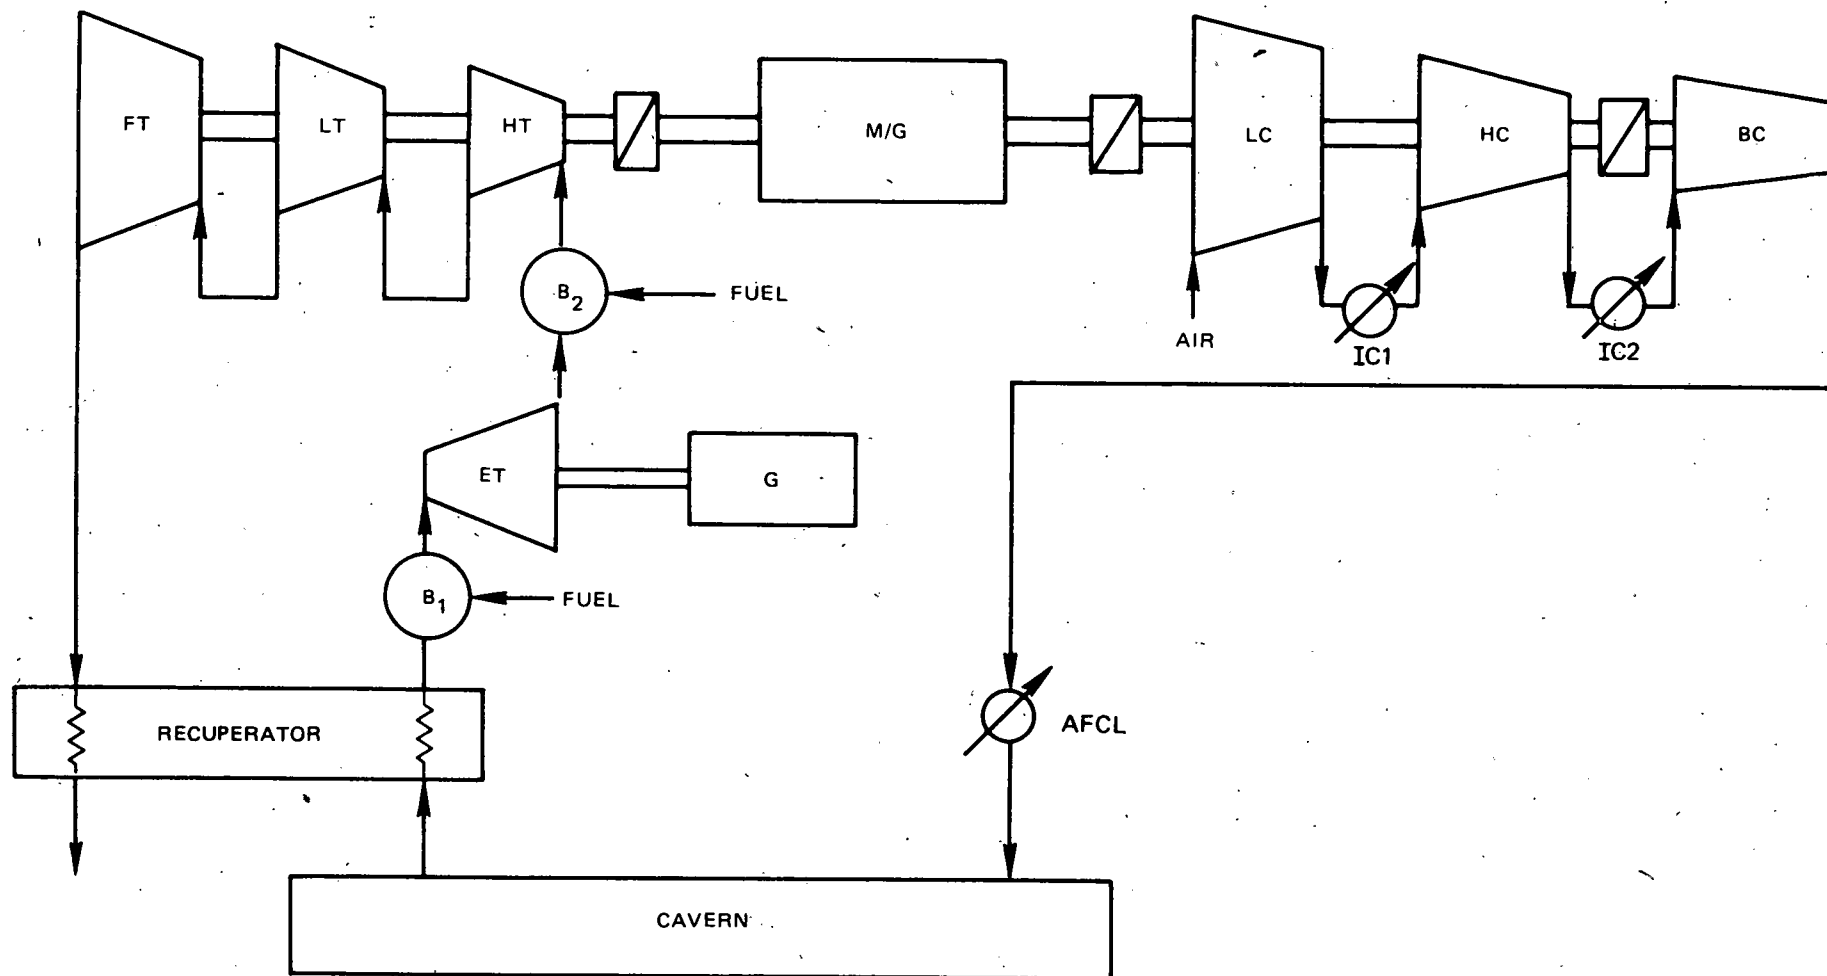 FT
LT
HT
M/G
LC
HC
BC
B2
FUEL
AIR
IC1
IC2
ET
G
B1
FUEL
RECUPERATOR
AFCL
CAVERN